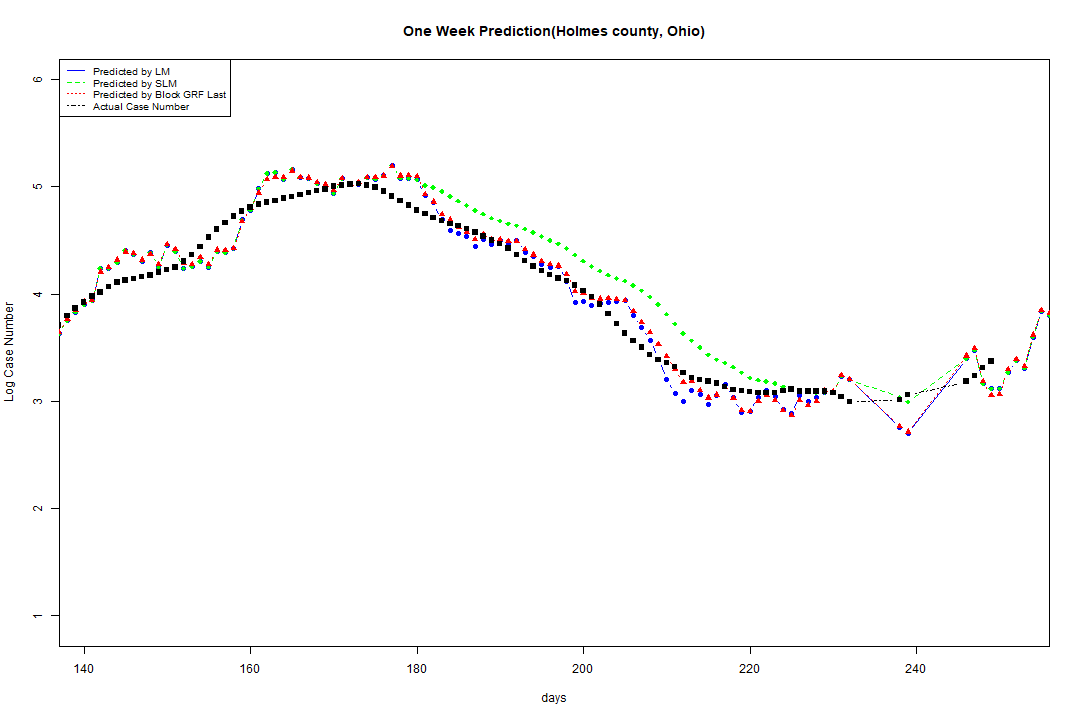 One Week Prediction(Holmes county, Ohio)
Predicted by LM
Predicted by SLM
Predicted by Block GRF Last
Actual Case Number
6
5
4
3
2
1
Log Case Number
140 160 180 200 220 240
days